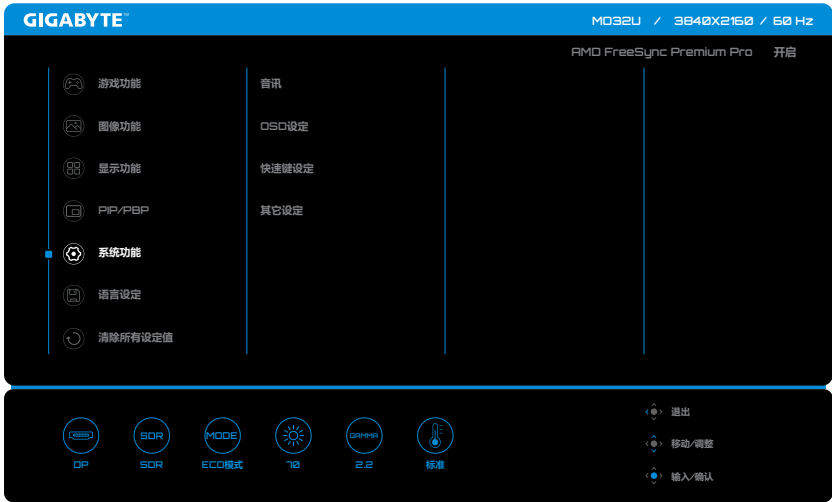 GIGABYTE™ MO32U / 3840X2160 / 60 Hz
AMD FreeSync Premium Pro 开启
游戏功能 音讯
图像功能 OSD设定
显示功能 快速键设定
PIP/PBP 其它设定
系统功能
语言设定
清除所有设定值
SDR MODE GAMMA
DP SDR ECO模式 70 2.2 标准
退出
移动/调整
输入/确认